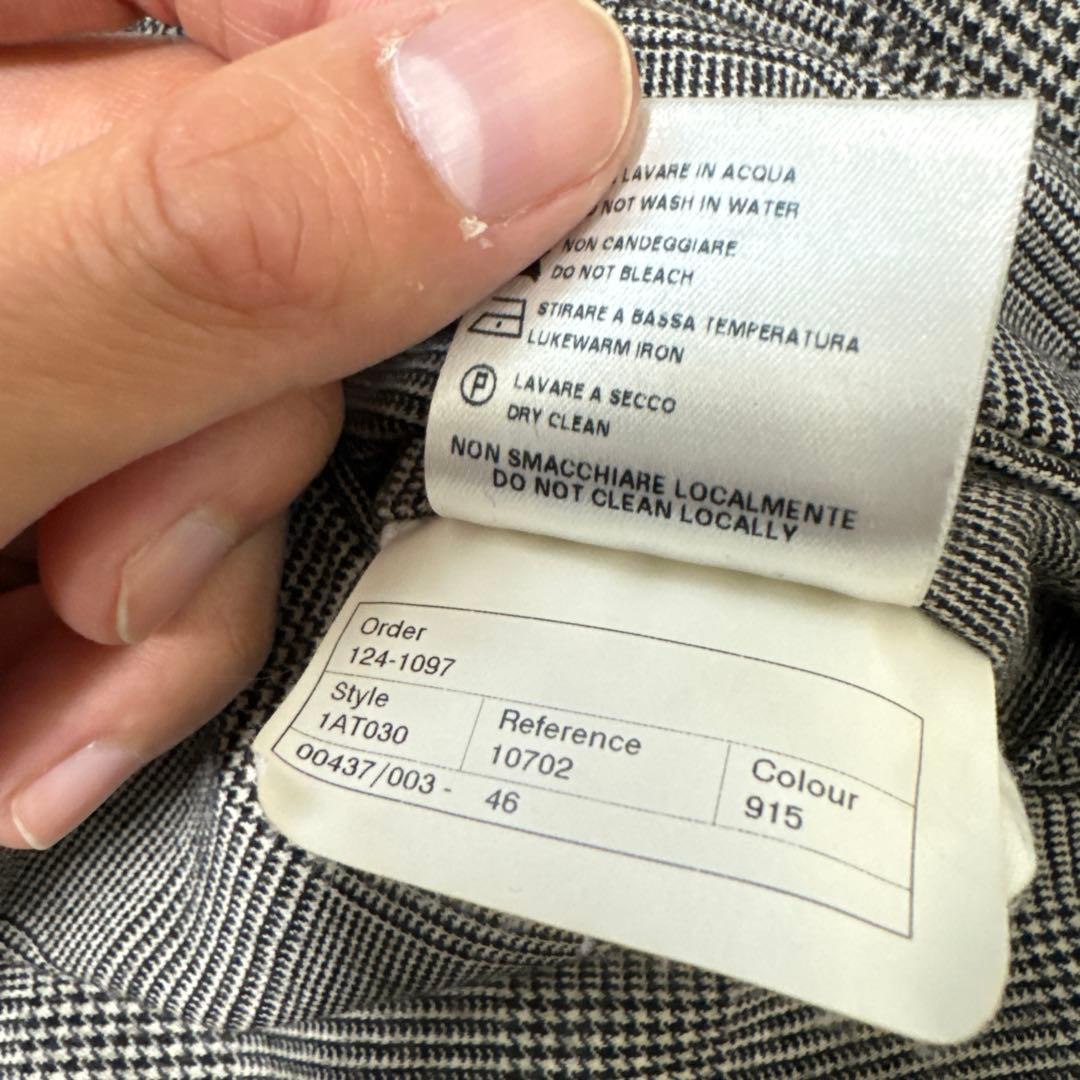 LAVARE IN ACQUA
NOT WASH IN WATER
NON CANDEGGIARE
DO NOT BLEACH
STIRARE A BASSA TEMPERATURA
LUKEWARM IRON
P
LAVARE A SECCO
DRY CLEAN
NON SMACCHIARE LOCALMENTE
DO NOT CLEAN LOCALLY
Order
124-1097
Style
1AT030
Reference
10702
Colour
915
00437/003 - 46